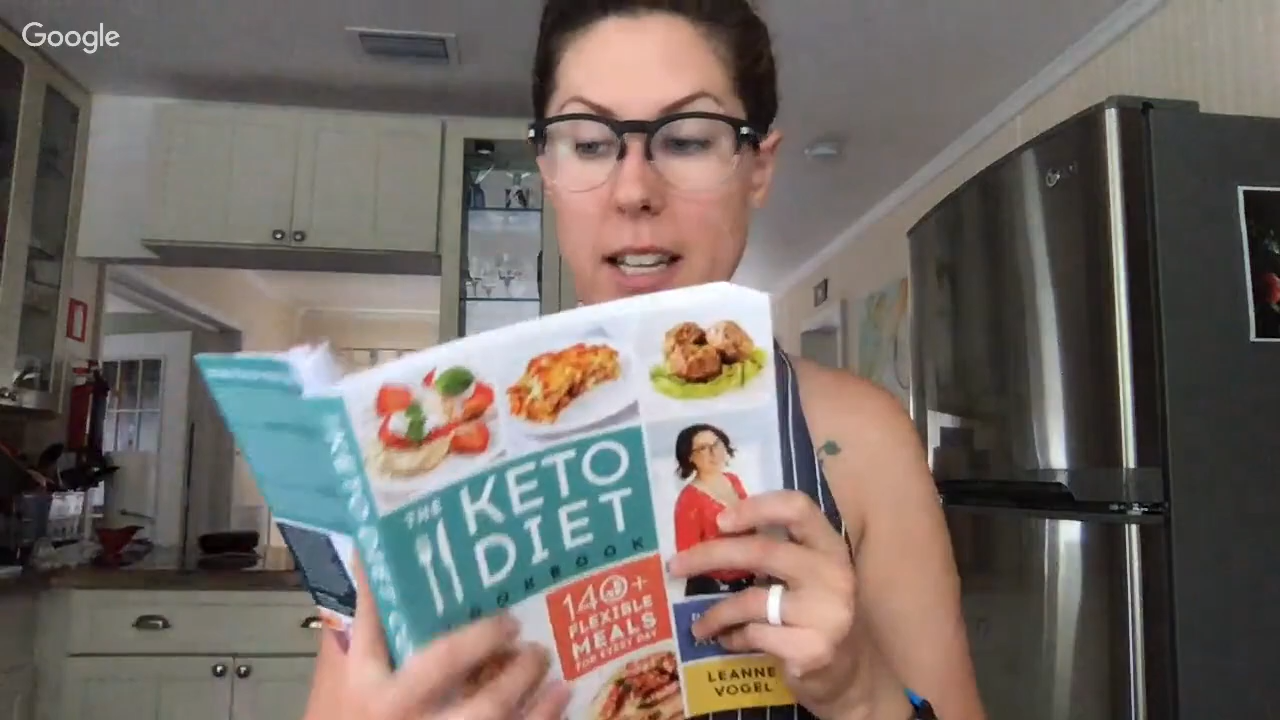 Google
THE
KETO
DIET
COOKBOOK
140+
FLEXIBLE
MEALS
FOR EVERY DAY
LEANNE
VOGEL